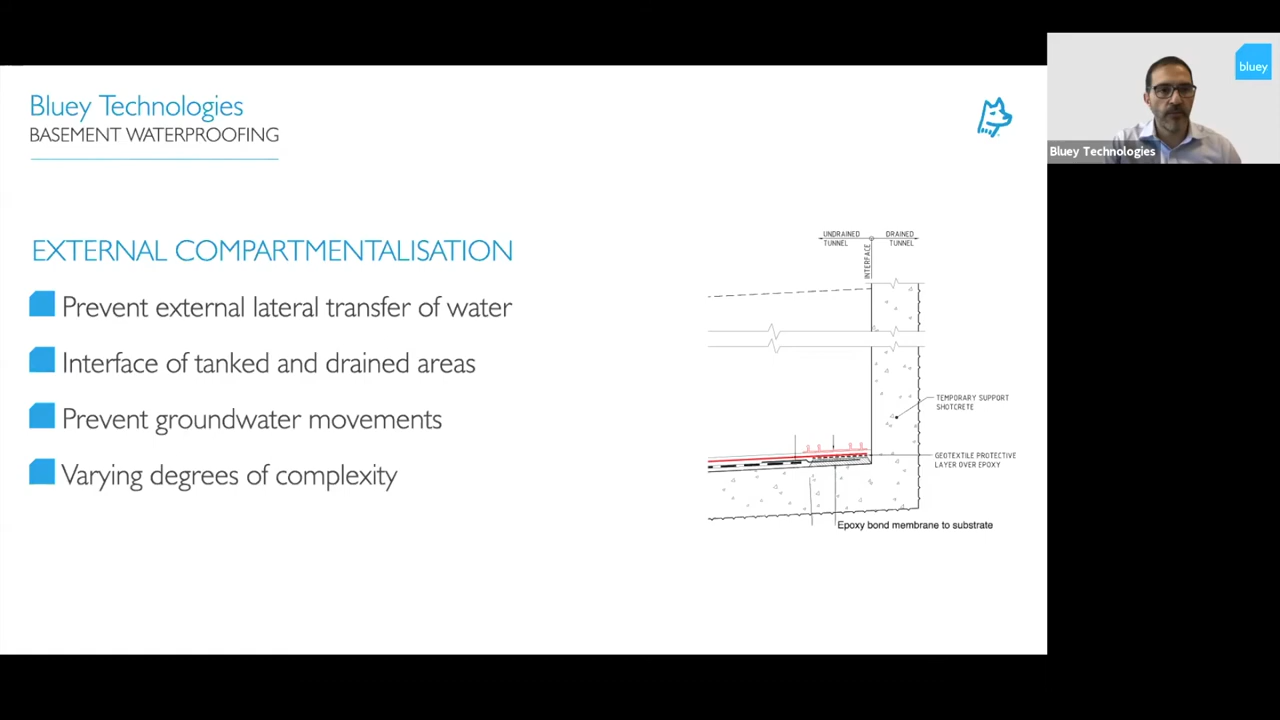 Bluey Technologies
BASEMENT WATERPROOFING
EXTERNAL COMPARTMENTALISATION
Prevent external lateral transfer of water
Interface of tanked and drained areas
Prevent groundwater movements
Varying degrees of complexity
UNDRAINED
TUNNEL
DRAINED
TUNNEL
INTERFACE
TEMPORARY SUPPORT
SHOTCRETE
GEOTEXTILE PROTECTIVE
LAYER OVER EPOXY
Epoxy bond membrane to substrate
bluey
Bluey Technologies